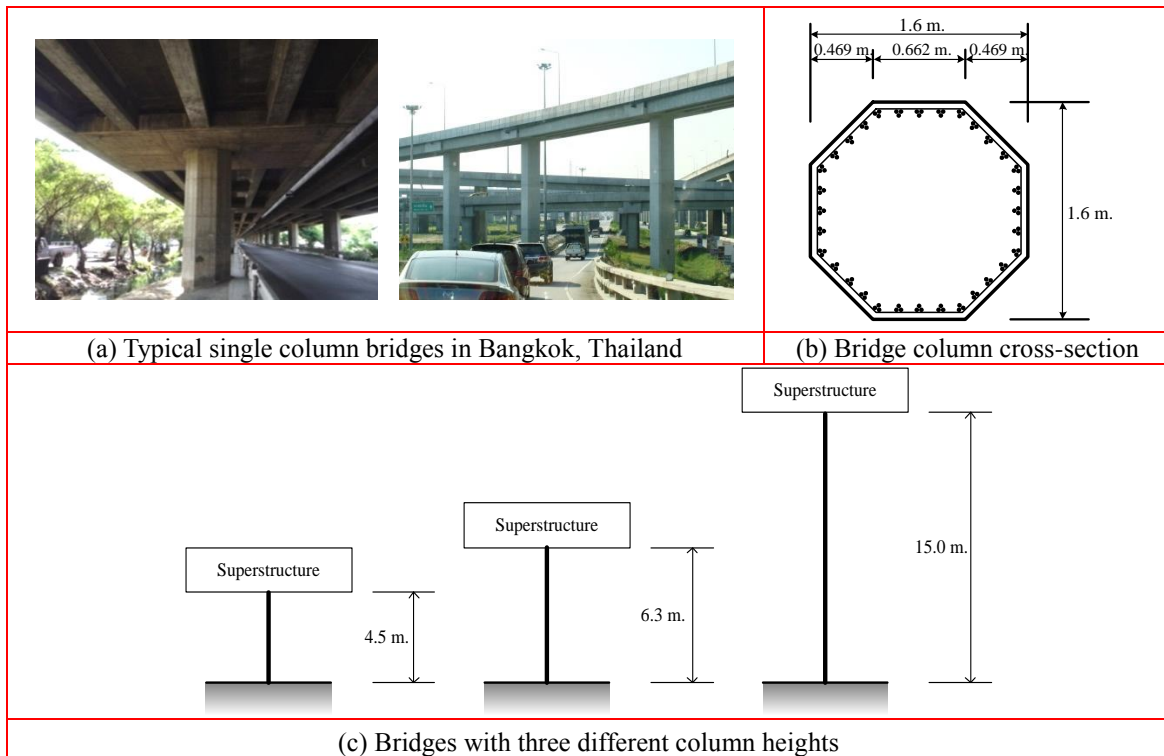 1.6 m.
0.469 m.
0.662 m.
0.469 m.
1.6 m.
(a) Typical single column bridges in Bangkok, Thailand
(b) Bridge column cross-section
Superstructure
15.0 m.
Superstructure
6.3 m.
Superstructure
4.5 m.
(c) Bridges with three different column heights